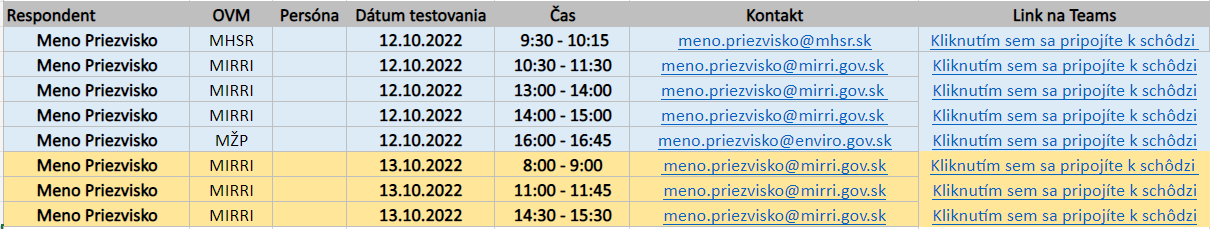 Respondent OVM Persóna Dátum testovania Čas Kontakt Link na Teams
Meno Priezvisko MHSR 12.10.2022 9:30 - 10:15 meno.priezvisko@mhsr.sk Kliknutím sem sa pripojíte k schôdzi
Meno Priezvisko MIRRI 12.10.2022 10:30 - 11:30 meno.priezvisko@mirri.gov.sk Kliknutím sem sa pripojíte k schôdzi
Meno Priezvisko MIRRI 12.10.2022 13:00 - 14:00 meno.priezvisko@mirri.gov.sk Kliknutím sem sa pripojíte k schôdzi
Meno Priezvisko MIRRI 12.10.2022 14:00 - 15:00 meno.priezvisko@mirri.gov.sk Kliknutím sem sa pripojíte k schôdzi
Meno Priezvisko MŽP 12.10.2022 16:00 - 16:45 meno.priezvisko@enviro.gov.sk Kliknutím sem sa pripojíte k schôdzi
Meno Priezvisko MIRRI 13.10.2022 8:00 - 9:00 meno.priezvisko@mirri.gov.sk Kliknutím sem sa pripojíte k schôdzi
Meno Priezvisko MIRRI 13.10.2022 11:00 - 11:45 meno.priezvisko@mirri.gov.sk Kliknutím sem sa pripojíte k schôdzi
Meno Priezvisko MIRRI 13.10.2022 14:30 - 15:30 meno.priezvisko@mirri.gov.sk Kliknutím sem sa pripojíte k schôdzi